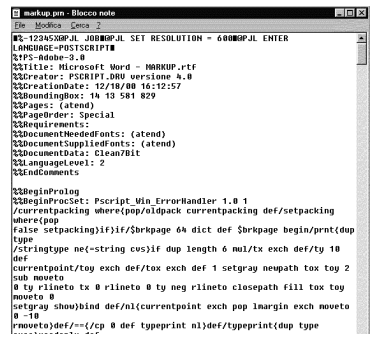 markup.prn - Blocco note
File Modifica Cerca ?
■%-12345X@PJL JOB■@PJL SET RESOLUTION = 600■@PJL ENTER
LANGUAGE=POSTSCRIPT■
%!PS-Adobe-3.0
%%Title: Microsoft Word - MARKUP.rtf
%%Creator: PSCRIPT.DRV versione 4.0
%%CreationDate: 12/18/00 16:12:57
%%BoundingBox: 14 13 581 829
%%Pages: (atend)
%%PageOrder: Special
%%Requirements:
%%DocumentNeededFonts: (atend)
%%DocumentSuppliedFonts: (atend)
%%DocumentData: Clean7Bit
%%LanguageLevel: 2
%%EndComments
%%BeginProlog
%%BeginProcSet: Pscript_Win_ErrorHandler 1.0 1
/currentpacking where{pop/oldpack currentpacking def/setpacking
where{pop
false setpacking}if}if/$brkpage 64 dict def $brkpage begin/prnt{dup
type
/stringtype ne{=string cvs}if dup length 6 mul/tx exch def/ty 10
def
currentpoint/toy exch def/tox exch def 1 setgray newpath tox toy 2
sub moveto
0 ty rlineto tx 0 rlineto 0 ty neg rlineto closepath fill tox toy
moveto 0
setgray show}bind def/nl{currentpoint exch pop lmargin exch moveto
0 -10
rmoveto}def/=={/cp 0 def typeprint nl}def/typeprint{dup type